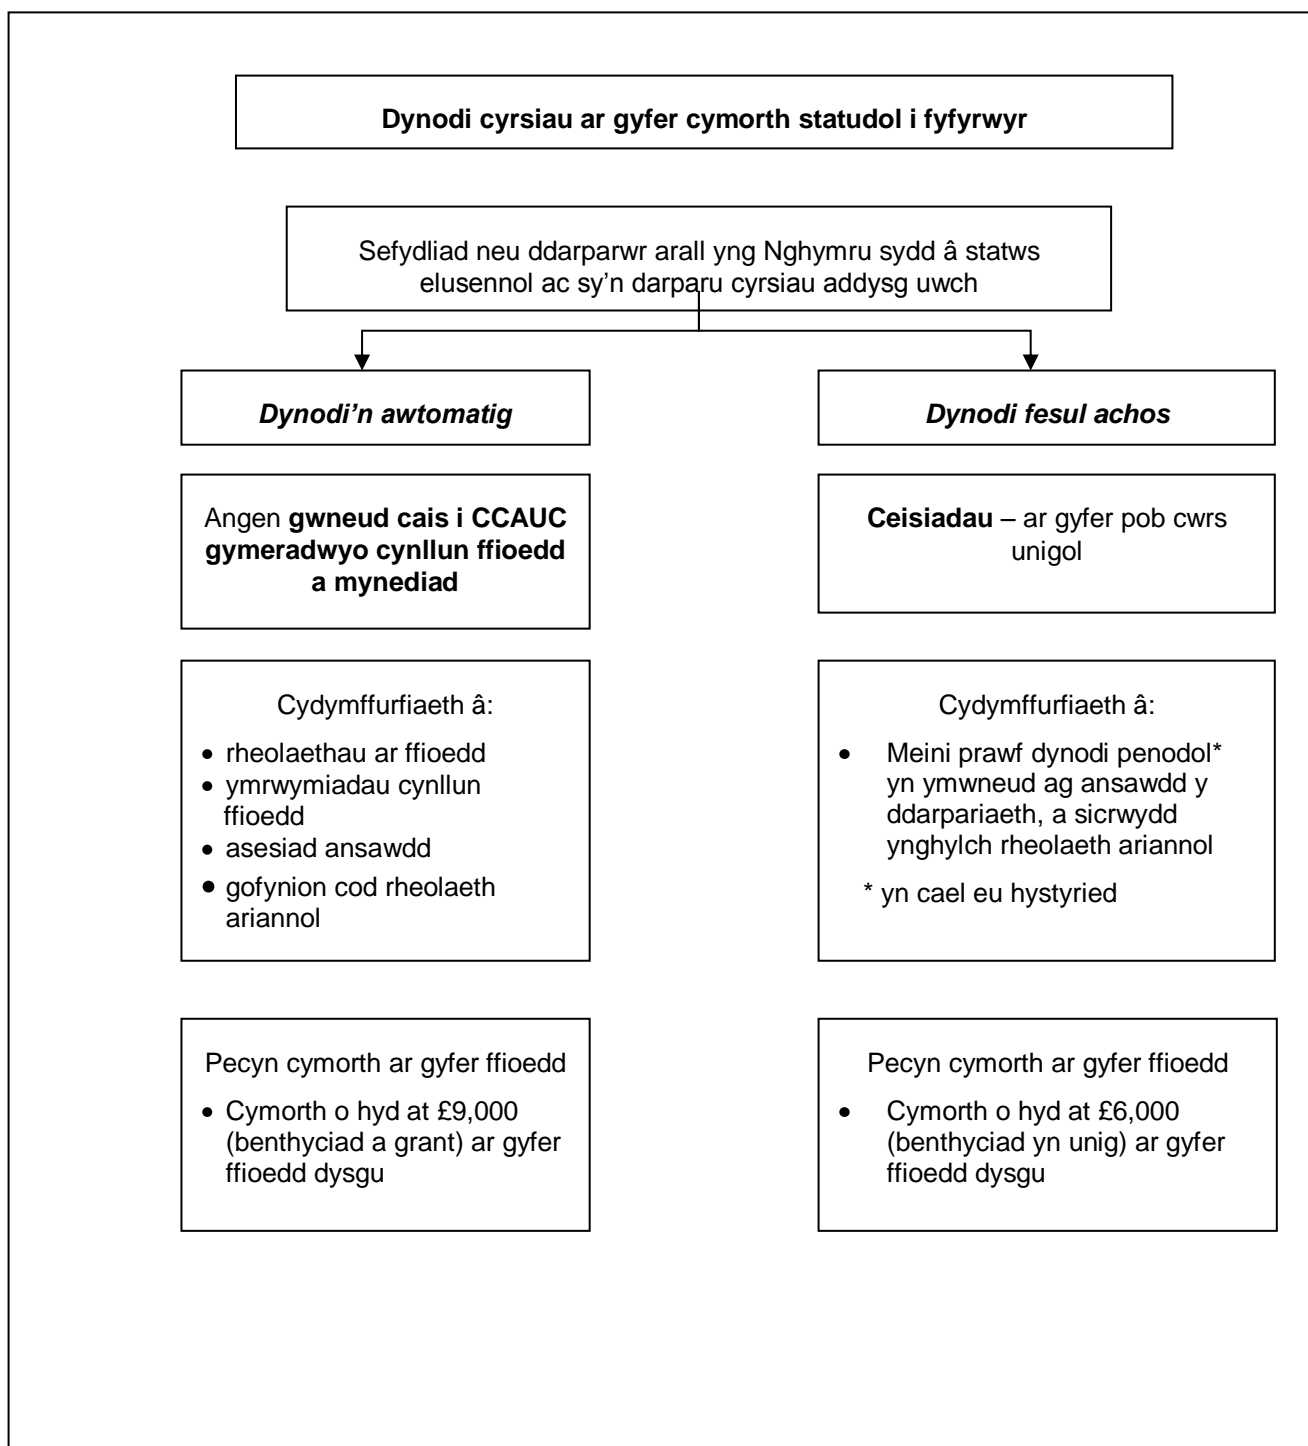 Dynodi cyrsiau ar gyfer cymorth statudol i fyfyrwyr
Sefydliad neu ddarparwr arall yng Nghymru sydd â statws
elusennol ac sy’n darparu cyrsiau addysg uwch
Dynodi’n awtomatig
Angen gwneud cais i CCAUC
gymeradwyo cynllun ffioedd
a mynediad
Cydymffurfiaeth â:
• rheolaethau ar ffioedd
• ymrwymiadau cynllun
ffioedd
• asesiad ansawdd
• gofynion cod rheolaeth
ariannol
Pecyn cymorth ar gyfer ffioedd
• Cymorth o hyd at £9,000
(benthyciad a grant) ar gyfer
ffioedd dysgu
Dynodi fesul achos
Ceisiadau – ar gyfer pob cwrs
unigol
Cydymffurfiaeth â:
• Meini prawf dynodi penodol*
yn ymwneud ag ansawdd y
ddarpariaeth, a sicrwydd
ynghylch rheolaeth ariannol
* yn cael eu hystyried
Pecyn cymorth ar gyfer ffioedd
• Cymorth o hyd at £6,000
(benthyciad yn unig) ar gyfer
ffioedd dysgu